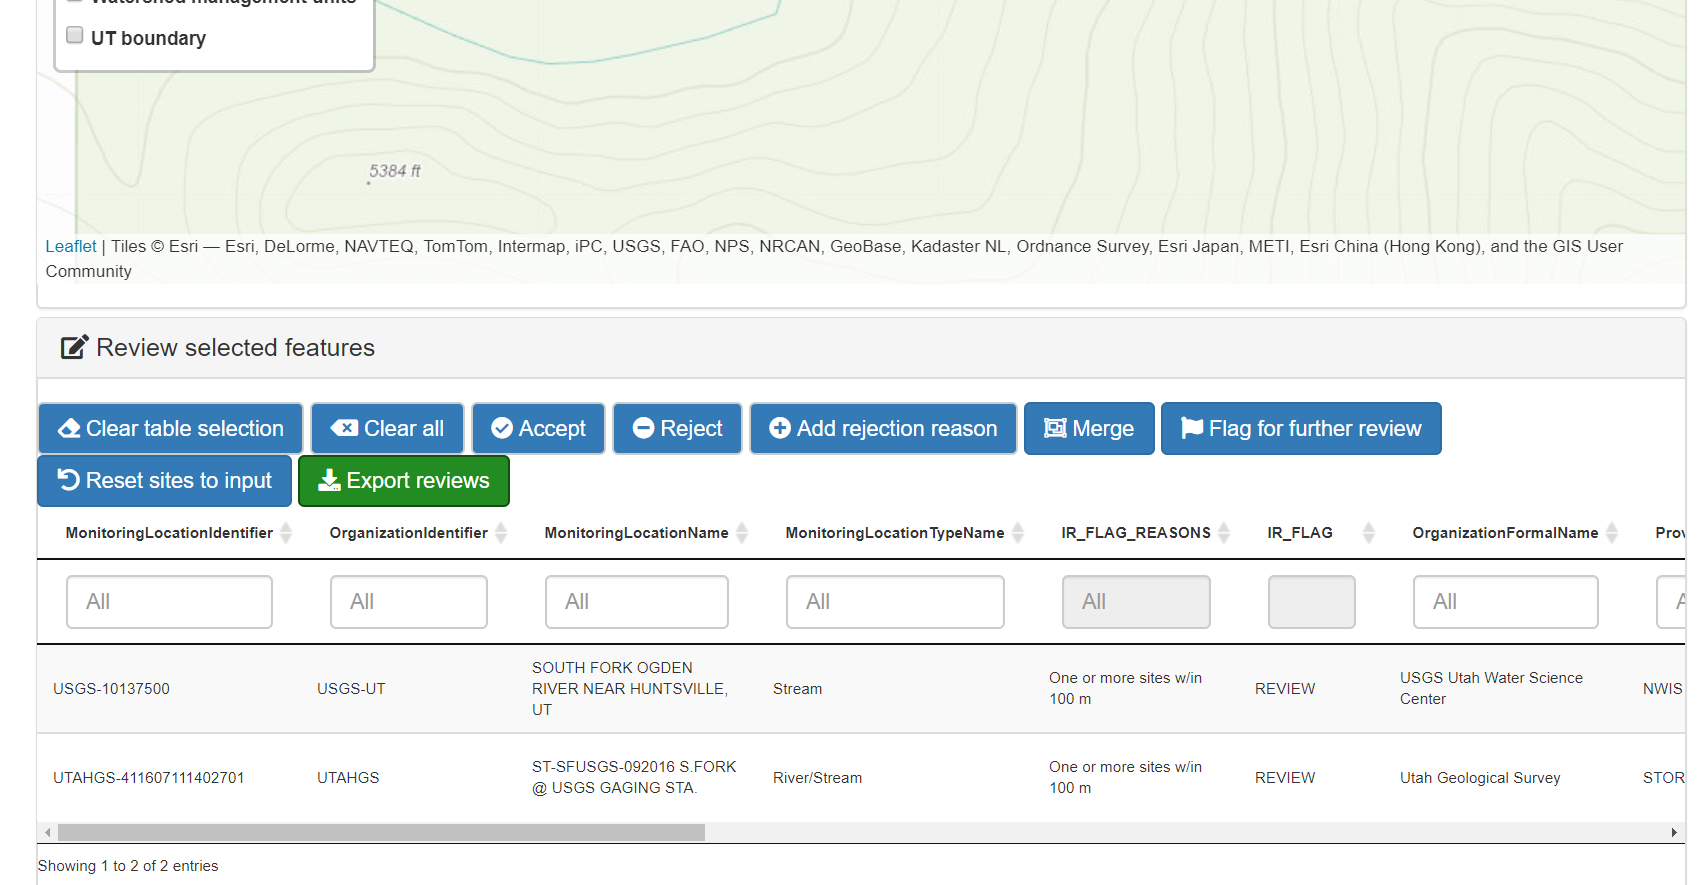 Watershed management units
UT boundary
5384 ft
Leaflet | Tiles © Esri — Esri, DeLorme, NAVTEQ, TomTom, Intermap, iPC, USGS, FAO, NPS, NRCAN, GeoBase, Kadaster NL, Ordnance Survey, Esri Japan, METI, Esri China (Hong Kong), and the GIS User
Community
Review selected features
Clear table selection Clear all Accept Reject Add rejection reason Merge Flag for further review
Reset sites to input Export reviews
MonitoringLocationIdentifier OrganizationIdentifier MonitoringLocationName MonitoringLocationTypeName IR_FLAG_REASONS IR_FLAG OrganizationFormalName
All All All All All All
SOUTH FORK OGDEN
RIVER NEAR HUNTSVILLE,
UT
USGS-10137500 USGS-UT Stream One or more sites w/in
100 m REVIEW USGS Utah Water Science
Center NWIS
UTAHGS-411607111402701 UTAHGS ST-SFUSGS-092016 S.FORK
@ USGS GAGING STA. River/Stream One or more sites w/in
100 m REVIEW Utah Geological Survey STOR
Showing 1 to 2 of 2 entries